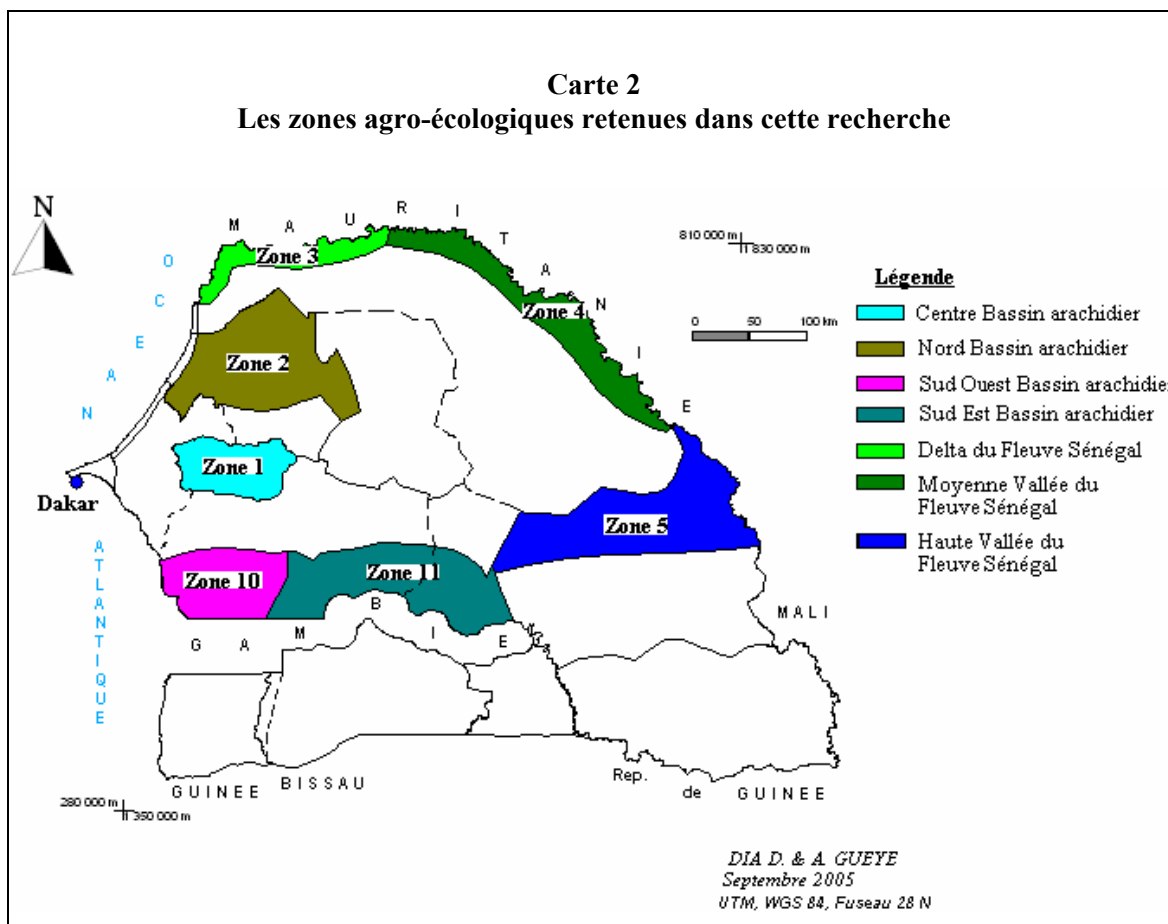 Carte 2
Les zones agro-écologiques retenues dans cette recherche
N
MAURITANIE
OCEAN
ATLANTIQUE
810 000 m
830 000 m
0 50 100 km
Zone 3
Zone 4
Zone 2
Zone 1
Dakar
Zone 5
Zone 10
Zone 11
GAMBIE
MALI
GUINEE BISSAU
Rep. de GUINEE
280 000 m
350 000 m
Légende
Centre Bassin arachidier
Nord Bassin arachidier
Sud Ouest Bassin arachidier
Sud Est Bassin arachidier
Delta du Fleuve Sénégal
Moyenne Vallée du
Fleuve Sénégal
Haute Vallée du
Fleuve Sénégal
DIA D. & A. GUEYE
Septembre 2005
UTM, WGS 84, Fuseau 28 N